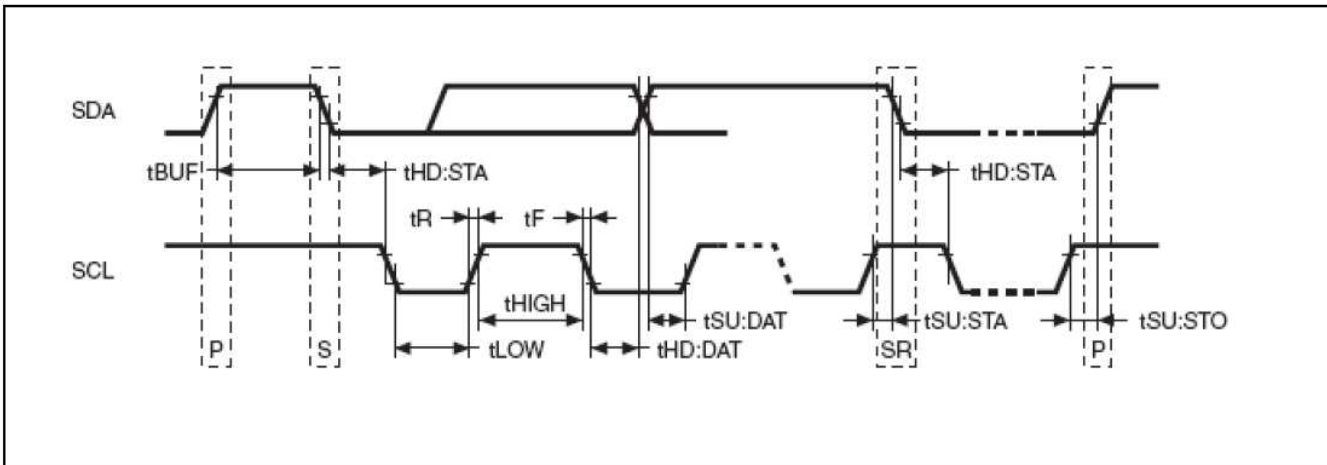 SDA
tBUF tHD:STA tHD:STA
tR tF
SCL
tHIGH
tSU:DAT tSU:STA tSU:STO
tLOW tHD:DAT
P S SR P